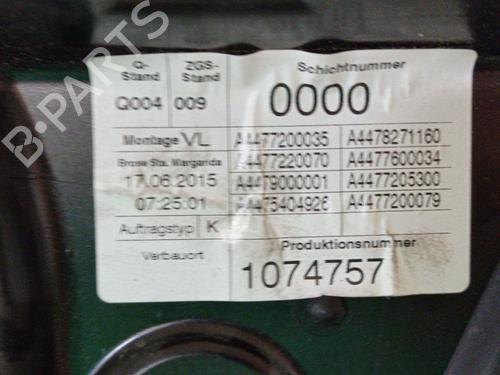 Q-Stand ZGS-Stand Schichtnummer
Q004 009 0000
Montage VL A4477200035 A4478271160
Brose Sta. Margarida A4477220070 A4477600034
17.06.2015 A4479000001 A4477205300
07:25:01 A4475404926 A4477200079
Auftragstyp K
Verbauort Produktionsnummer
1074757
B-PARTS